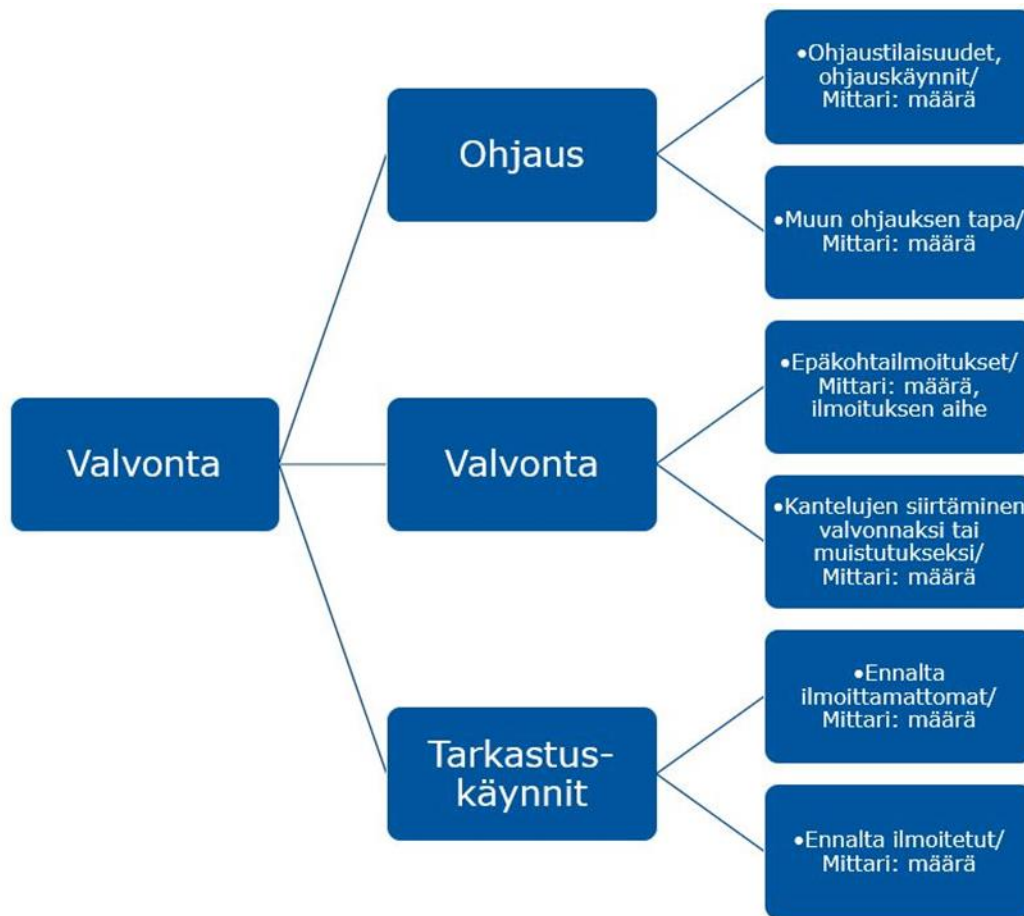 •Ohjaustilaisuudet,
ohjauskäynnit/
Mittari: määrä
Ohjaus
•Muun ohjauksen tapa/
Mittari: määrä
•Epäkohtailmoitukset/
Mittari: määrä,
ilmoituksen aihe
Valvonta
Valvonta
•Kantelujen siirtäminen
valvonnaksi tai
muistutukseksi/
Mittari: määrä
•Ennalta
ilmoittamattomat/
Mittari: määrä
Tarkastus-
käynnit
•Ennalta ilmoitetut/
Mittari: määrä